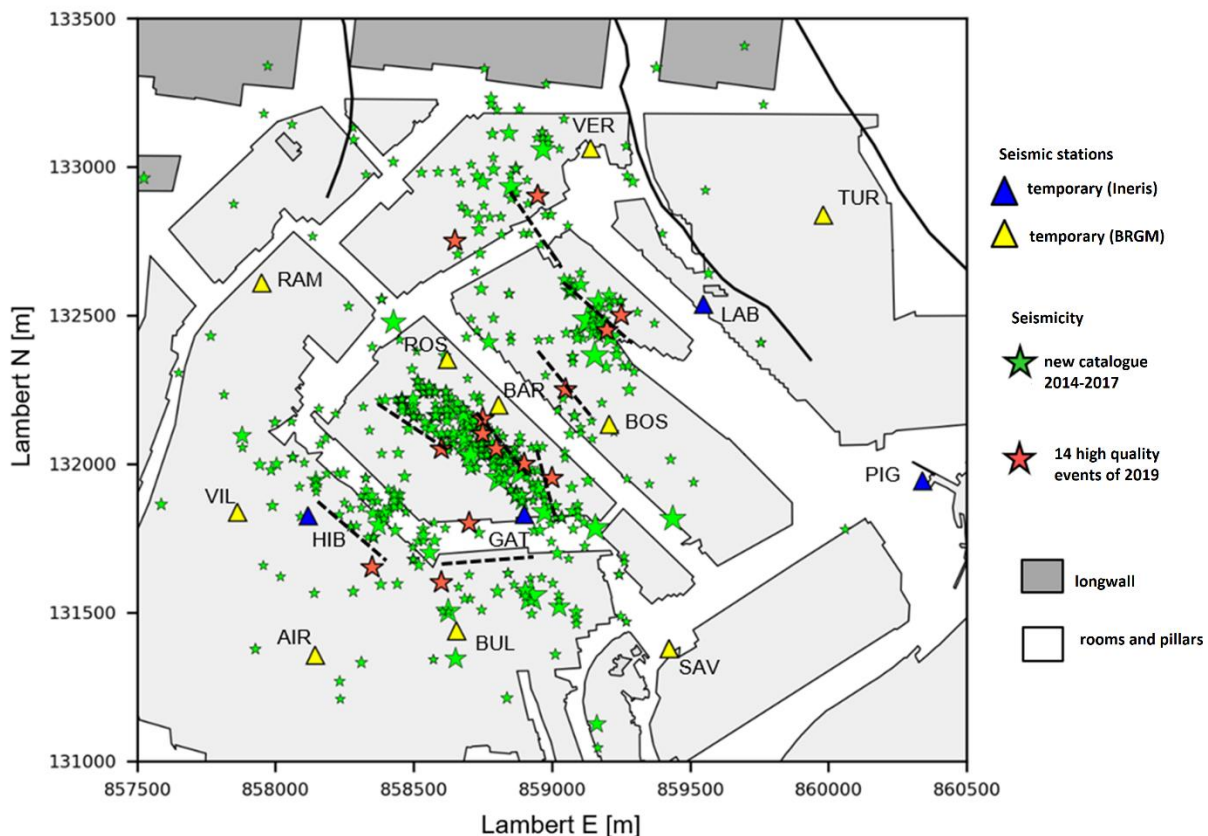 133500
133000
132500
132000
131500
131000
857500
858000
858500
859000
859500
860000
860500
Lambert N [m]
Lambert E [m]
VER
TUR
RAM
LAB
ROS
BAR
BOS
PIG
VIL
HIB
GAT
AIR
BUL
SAV
Seismic stations
temporary (Ineris)
temporary (BRGM)
Seismicity
new catalogue
2014-2017
14 high quality
events of 2019
longwall
rooms and pillars